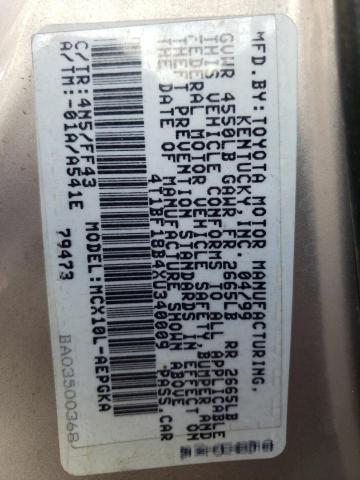 MFD.BY:TOYOTA MOTOR MANUFACTURING,
KENTUCKY,INC. 04/99
GVWR 4550LB GAWR FR 2665LB RR 2665LB
THIS VEHICLE CONFORMS TO ALL APPLICABLE
FEDERAL MOTOR VEHICLE SAFETY, BUMPER AND
THEFT PREVENTION STANDARDS IN EFFECT ON
THE DATE OF MANUFACTURE SHOWN ABOVE.
PASS.CAR
C/TR:4N5/FF43 MODEL:MCX10L-AEPGKA
A/TM:-01A/A541E
79473
BA03500368